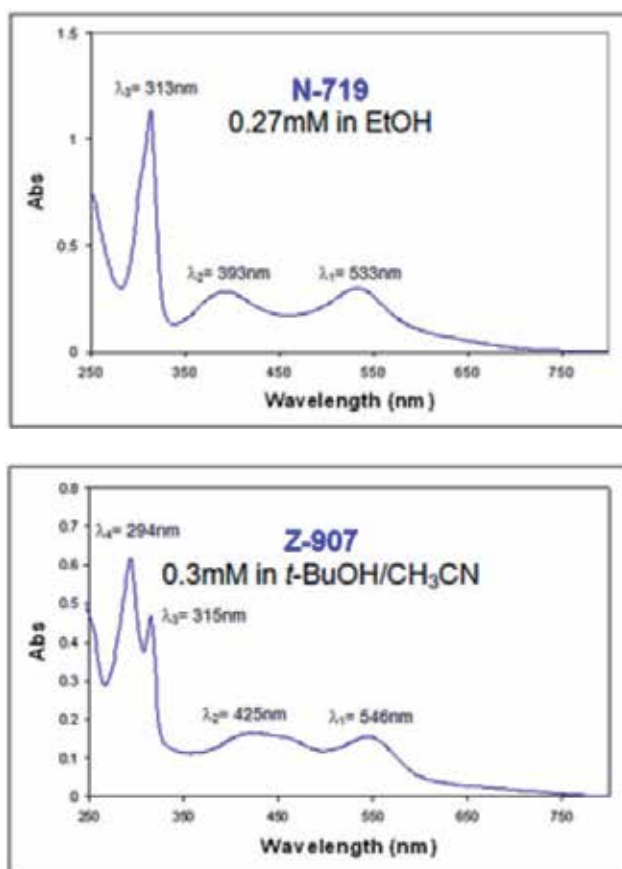 1.5
λ₃= 313nm
N-719
0.27mM in EtOH
1
Abs
0.5
λ₂= 393nm
λ₁= 533nm
0
250 350 450 550 650 750
Wavelength (nm)
0.8
0.7
λ₄= 294nm
Z-907
0.6
0.3mM in t-BuOH/CH₃CN
0.5
λ₃= 315nm
Abs
0.4
0.3
λ₂= 425nm
λ₁= 546nm
0.2
0.1
0
250 350 450 550 650 750
Wavelength (nm)